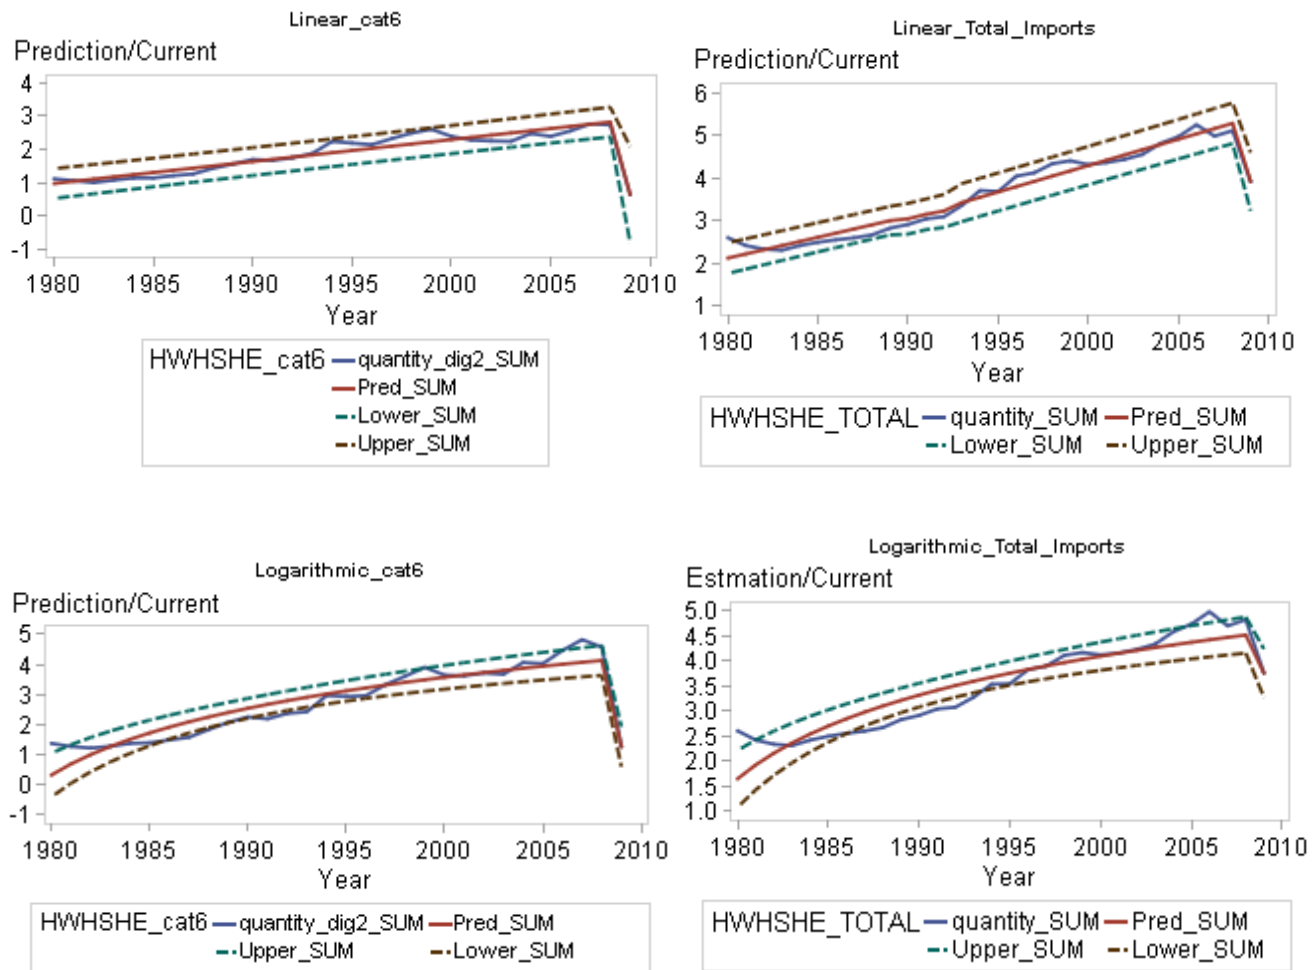 Linear_cat6
Prediction/Current
4
3
2
1
0
-1
1980 1985 1990 1995 2000 2005 2010
Year
HWHSHE_cat6 quantity_dig2_SUM
Pred_SUM
Lower_SUM
Upper_SUM
Linear_Total_Imports
Prediction/Current
6
5
4
3
2
1
1980 1985 1990 1995 2000 2005 2010
Year
HWHSHE_TOTAL quantity_SUM Pred_SUM
Lower_SUM Upper_SUM
Logarithmic_cat6
Prediction/Current
5
4
3
2
1
0
-1
1980 1985 1990 1995 2000 2005 2010
Year
HWHSHE_cat6 quantity_dig2_SUM Pred_SUM
Upper_SUM Lower_SUM
Logarithmic_Total_Imports
Estmation/Current
5.0
4.5
4.0
3.5
3.0
2.5
2.0
1.5
1.0
1980 1985 1990 1995 2000 2005 2010
Year
HWHSHE_TOTAL quantity_SUM Pred_SUM
Upper_SUM Lower_SUM